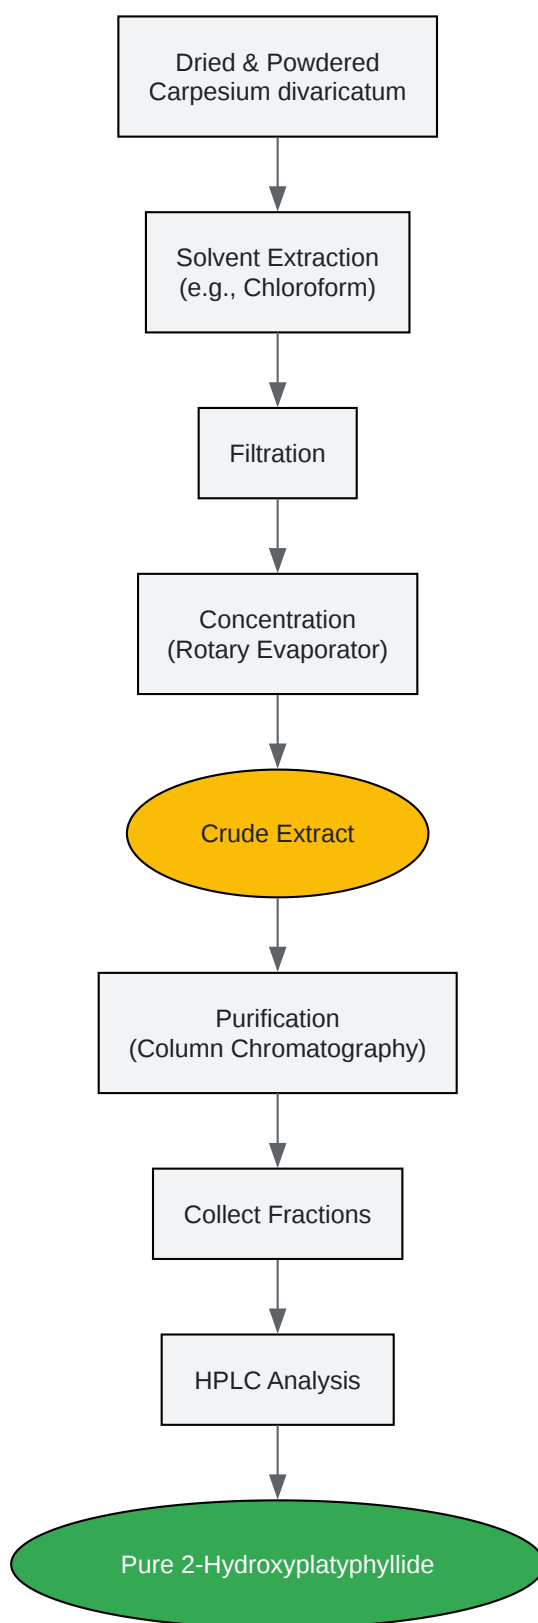 Dried & Powdered
Carpesium divaricatum
Solvent Extraction
(e.g., Chloroform)
Filtration
Concentration
(Rotary Evaporator)
Crude Extract
Purification
(Column Chromatography)
Collect Fractions
HPLC Analysis
Pure 2-Hydroxyplatyphyllide